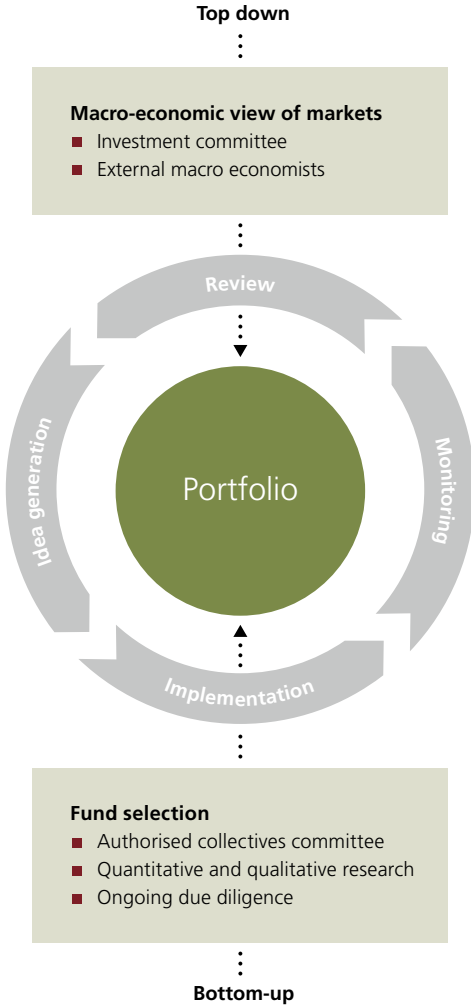 Top down
Macro-economic view of markets
Investment committee
External macro economists
Review
Idea generation
Portfolio
Monitoring
Implementation
Fund selection
Authorised collectives committee
Quantitative and qualitative research
Ongoing due diligence
Bottom-up